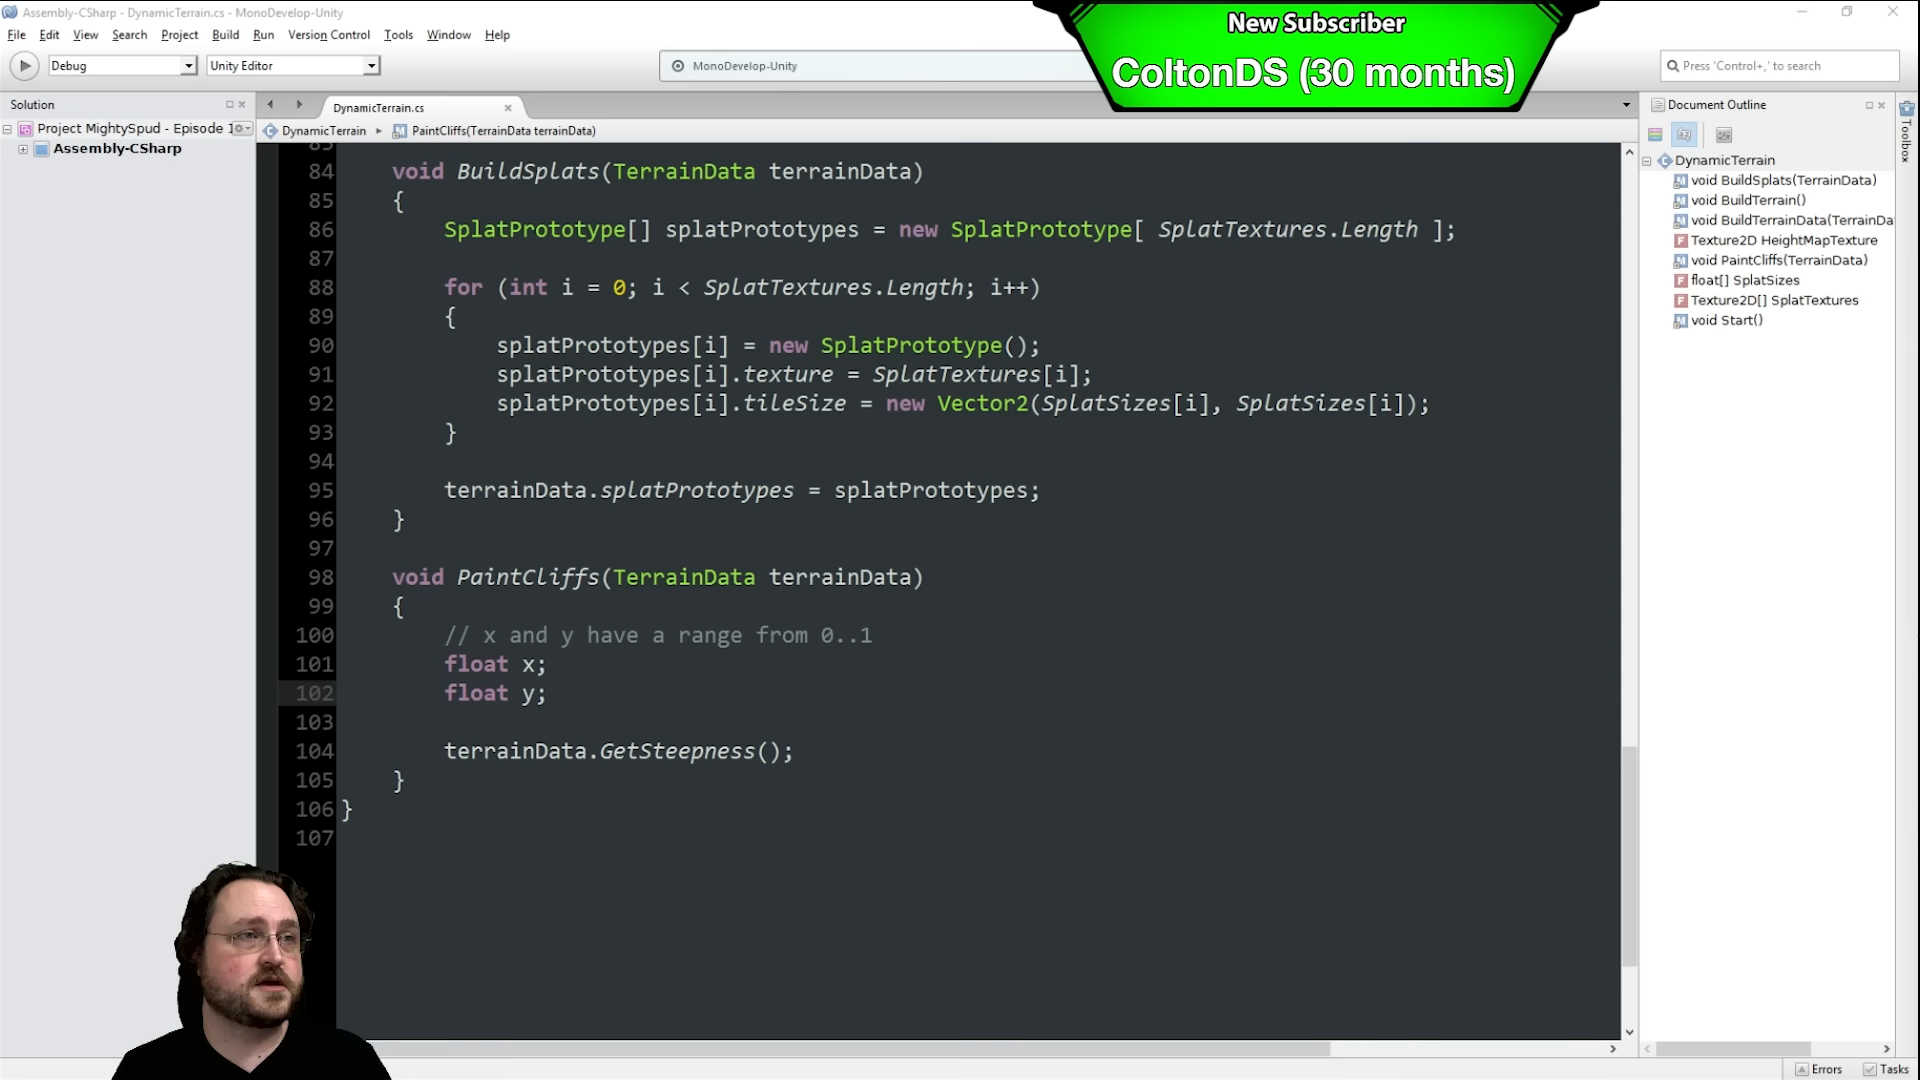 Assembly-CSharp - DynamicTerrain.cs - MonoDevelop-Unity
File Edit View Search Project Build Run Version Control Tools Window Help
Debug
Unity Editor
MonoDevelop-Unity
New Subscriber
ColtonDS (30 months)
Press 'Control+,' to search
Solution
DynamicTerrain.cs
Document Outline
Toolbox
Project MightySpud - Episode 1
Assembly-CSharp
DynamicTerrain
PaintCliffs(TerrainData terrainData)
DynamicTerrain
void BuildSplats(TerrainData)
void BuildTerrain()
void BuildTerrainData(TerrainDa
Texture2D HeightMapTexture
void PaintCliffs(TerrainData)
float[] SplatSizes
Texture2D[] SplatTextures
void Start()
83
84 void BuildSplats(TerrainData terrainData)
85 {
86 SplatPrototype[] splatPrototypes = new SplatPrototype[ SplatTextures.Length ];
87
88 for (int i = 0; i < SplatTextures.Length; i++)
89 {
90 splatPrototypes[i] = new SplatPrototype();
91 splatPrototypes[i].texture = SplatTextures[i];
92 splatPrototypes[i].tileSize = new Vector2(SplatSizes[i], SplatSizes[i]);
93 }
94
95 terrainData.splatPrototypes = splatPrototypes;
96 }
97
98 void PaintCliffs(TerrainData terrainData)
99 {
100 // x and y have a range from 0..1
101 float x;
102 float y;
103
104 terrainData.GetSteepness();
105 }
106 }
107
Errors
Tasks